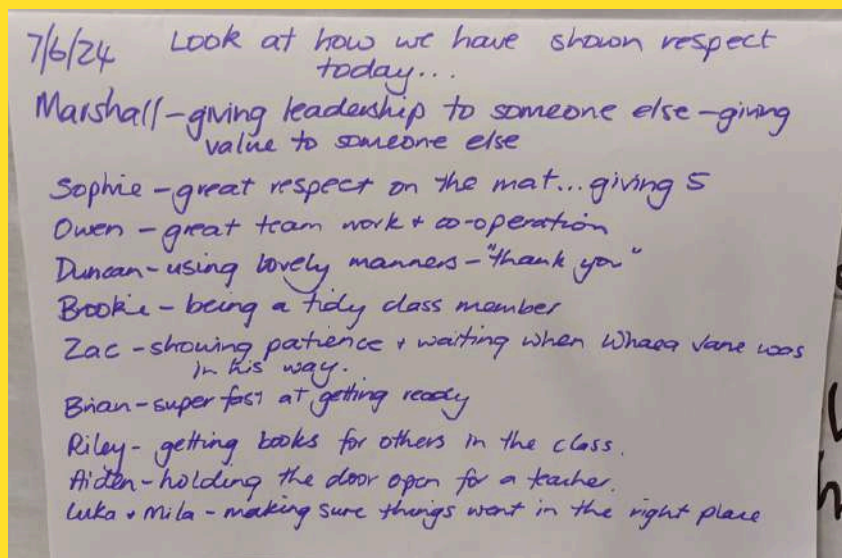 7/6/24 Look at how we have shown respect
today...
Marshall - giving leadership to someone else - giving
value to someone else
Sophie - great respect on the mat... giving 5
Owen - great team work + co-operation
Duncan - using lovely manners - "thank you"
Brookie - being a tidy class member
Zac - showing patience + waiting when Whaea Jane was
in his way.
Brian - super fast at getting ready
Riley - getting books for others in the class.
Aiden - holding the door open for a teacher.
Luka + Mila - making sure things went in the right place